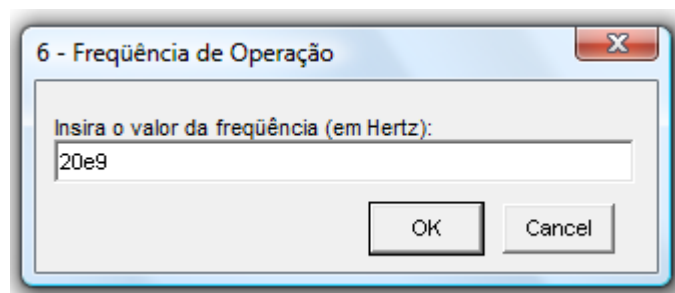 6 - Freqüência de Operação
Insira o valor da freqüência (em Hertz):
20e9
OK
Cancel